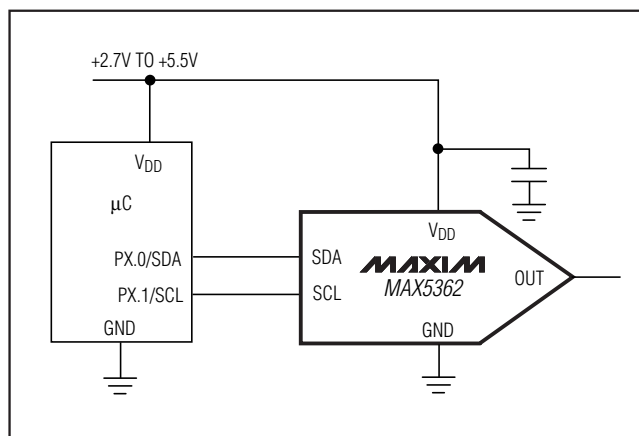 +2.7V TO +5.5V
VDD
μC
PX.0/SDA
PX.1/SCL
GND
VDD
SDA
MAXIM
OUT
SCL
MAX5362
GND